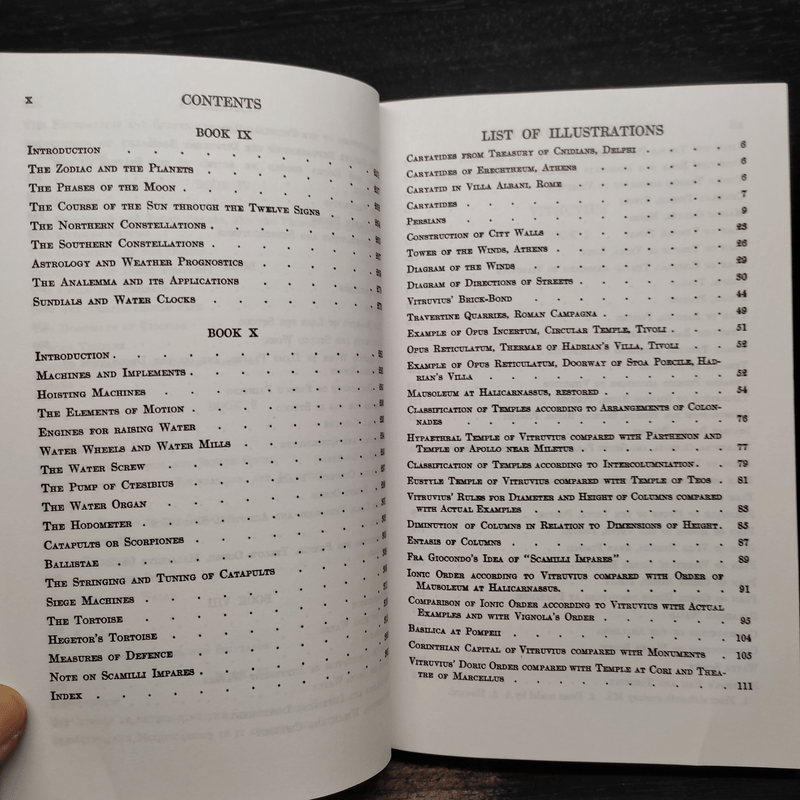 x
CONTENTS
BOOK IX
INTRODUCTION
THE ZODIAC AND THE PLANETS
THE PHASES OF THE MOON
THE COURSE OF THE SUN THROUGH THE TWELVE SIGNS
THE NORTHERN CONSTELLATIONS
THE SOUTHERN CONSTELLATIONS
ASTROLOGY AND WEATHER PROGNOSTICS
THE ANALEMMA AND ITS APPLICATIONS
SUNDIALS AND WATER CLOCKS
BOOK X
INTRODUCTION
MACHINES AND IMPLEMENTS
HOISTING MACHINES
THE ELEMENTS OF MOTION
ENGINES FOR RAISING WATER
WATER WHEELS AND WATER MILLS
THE WATER SCREW
THE PUMP OF CTESIBIUS
THE WATER ORGAN
THE HODOMETER
CATAPULTS OR SCORPIONES
BALLISTAE
THE STRINGING AND TUNING OF CATAPULTS
SIEGE MACHINES
THE TORTOISE
HEGETOR'S TORTOISE
MEASURES OF DEFENCE
NOTE ON SCAMILLI IMPARES
INDEX
LIST OF ILLUSTRATIONS
CARYATIDES FROM TREASURY OF CNIDIANS, DELPHI 6
CARYATIDES OF ERECHTHEUM, ATHENS 6
CARYATID IN VILLA ALBANI, ROME 6
CARYATIDES 7
PERSIANS 9
CONSTRUCTION OF CITY WALLS 23
TOWER OF THE WINDS, ATHENS 26
DIAGRAM OF THE WINDS 29
DIAGRAM OF DIRECTIONS OF STREETS 30
VITRUVIUS' BRICK-BOND 44
TRAVERTINE QUARRIES, ROMAN CAMPAGNA 49
EXAMPLE OF OPUS INCERTUM, CIRCULAR TEMPLE, TIVOLI 51
OPUS RETICULATUM, THERMAE OF HADRIAN'S VILLA, TIVOLI 52
EXAMPLE OF OPUS RETICULATUM, DOORWAY OF STOA POECILE, HAD-
RIAN'S VILLA 52
MAUSOLEUM AT HALICARNASSUS, RESTORED 54
CLASSIFICATION OF TEMPLES ACCORDING TO ARRANGEMENTS OF COLON-
NADES 76
HYPAETHRAL TEMPLE OF VITRUVIUS COMPARED WITH PARTHENON AND
TEMPLE OF APOLLO NEAR MILETUS 77
CLASSIFICATION OF TEMPLES ACCORDING TO INTERCOLUMNIATION 79
EUSTYLE TEMPLE OF VITRUVIUS COMPARED WITH TEMPLE OF TEOS 81
VITRUVIUS' RULES FOR DIAMETER AND HEIGHT OF COLUMNS COMPARED
WITH ACTUAL EXAMPLES 83
DIMINUTION OF COLUMNS IN RELATION TO DIMENSIONS OF HEIGHT 85
ENTASIS OF COLUMNS 87
FRA GIOCONDO'S IDEA OF "SCAMILLI IMPARES" 89
IONIC ORDER ACCORDING TO VITRUVIUS COMPARED WITH ORDER OF
MAUSOLEUM AT HALICARNASSUS 91
COMPARISON OF IONIC ORDER ACCORDING TO VITRUVIUS WITH ACTUAL
EXAMPLES AND WITH VIGNOLA'S ORDER 95
BASILICA AT POMPEII 104
CORINTHIAN CAPITAL OF VITRUVIUS COMPARED WITH MONUMENTS 105
VITRUVIUS' DORIC ORDER COMPARED WITH TEMPLE AT CORI AND THEA-
TRE OF MARCELLUS 111